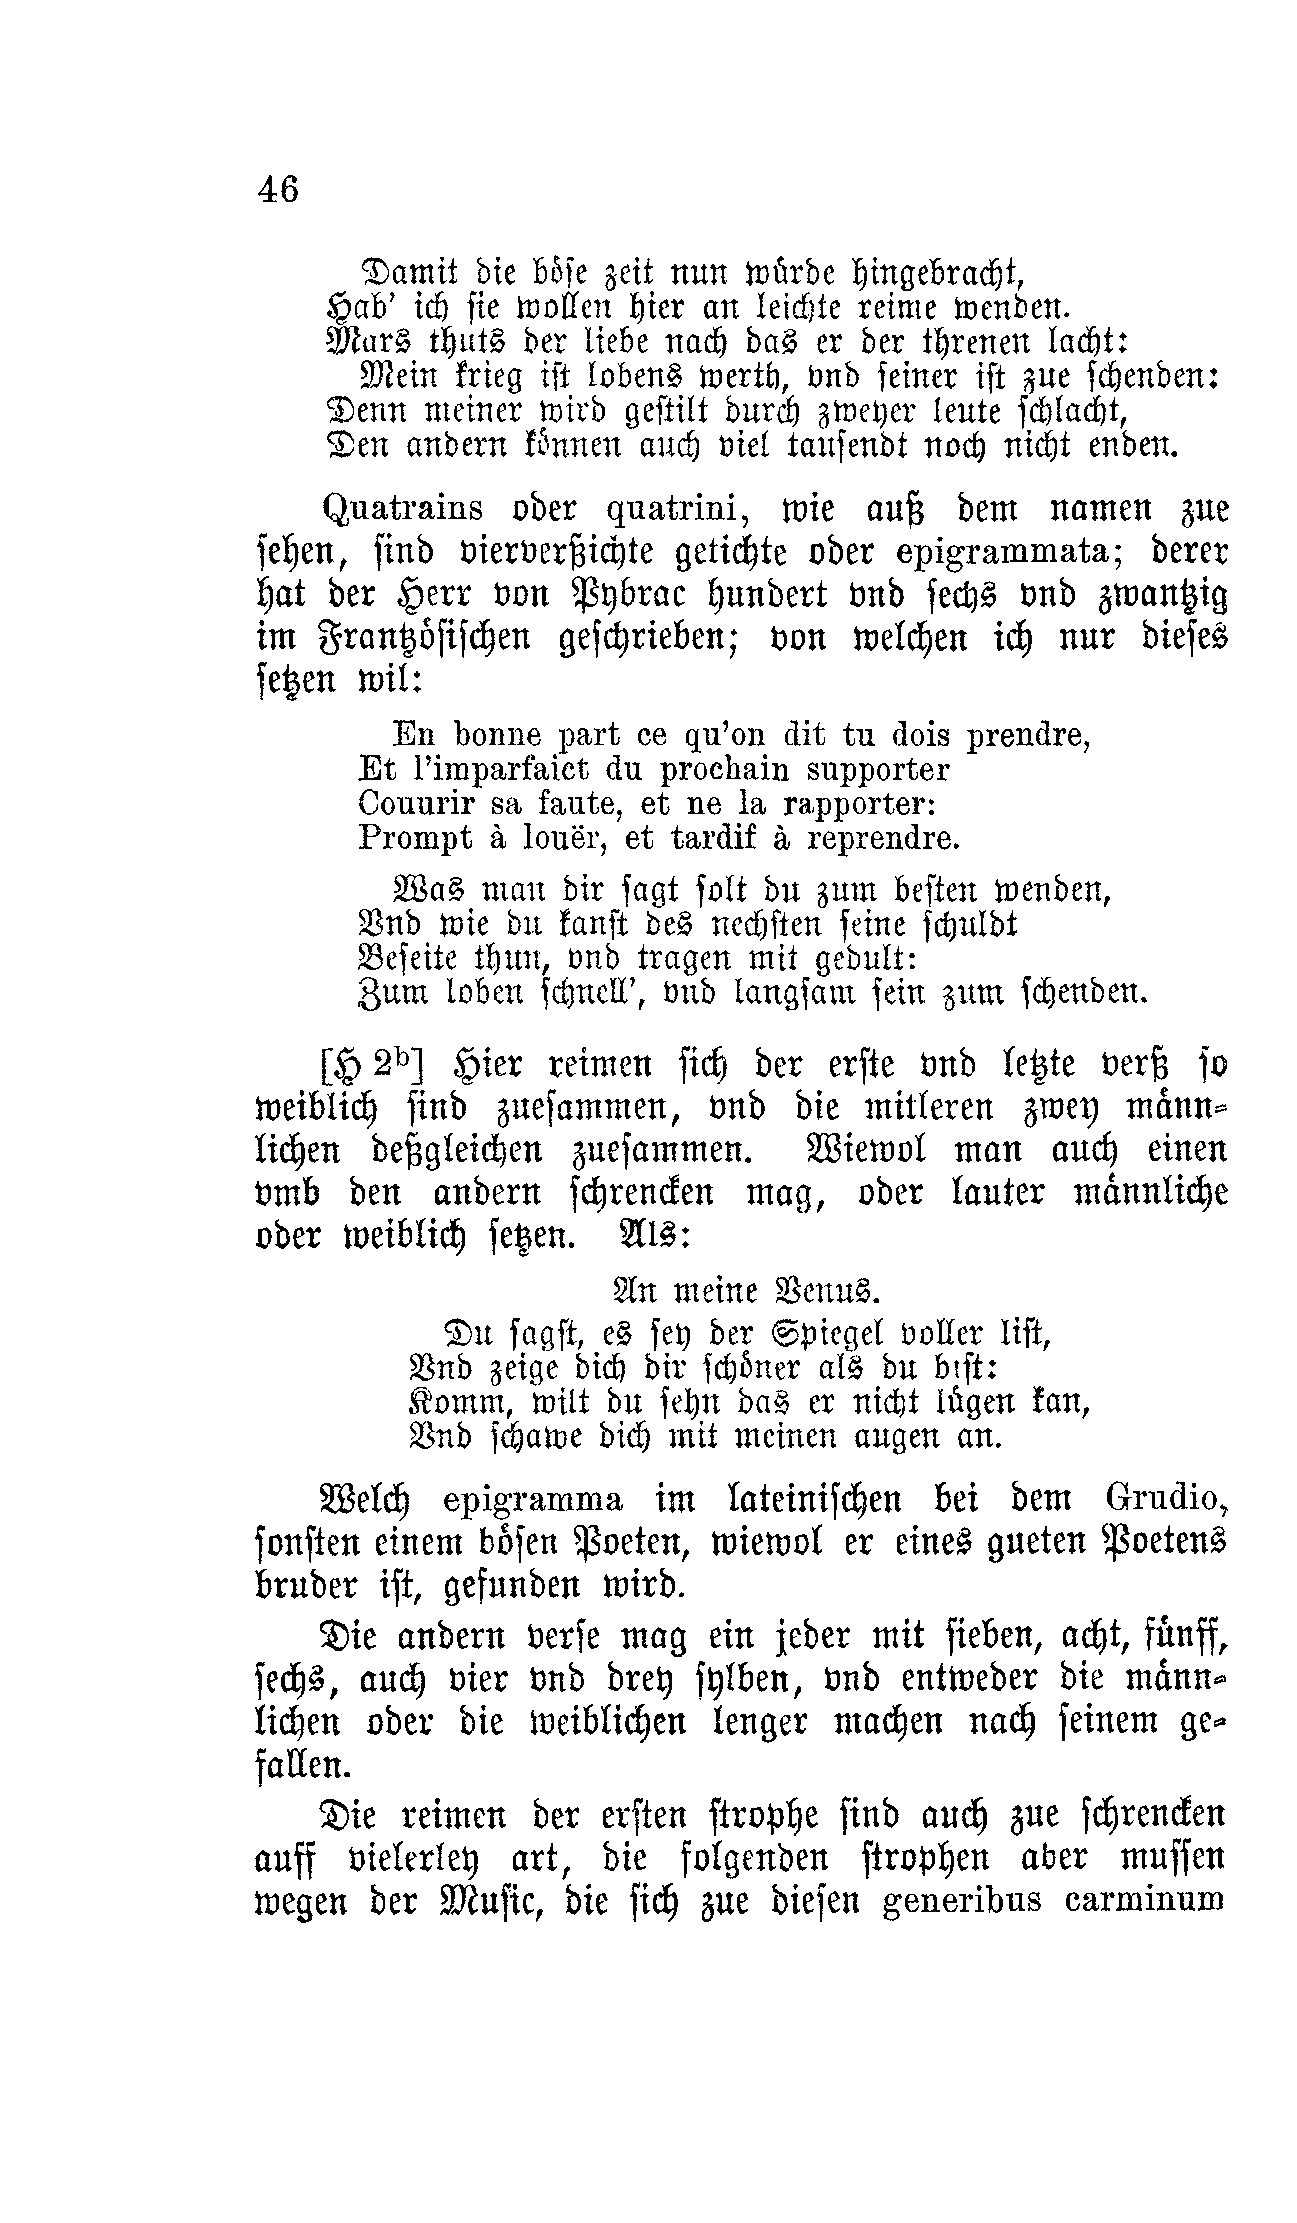 46
Damit die böse zeit nun würde hingebracht,
Hab' ich sie wollen hier an leichte reime wenden.
Mars thuts der liebe nach das er der threnen lacht:
Mein krieg ist lobens werth, vnd seiner ist zue schenden:
Denn meiner wird gestilt durch zweyer leute schlacht,
Den andern können auch viel tausendt noch nicht enden.
Quatrains oder quatrini, wie auß dem namen zue
sehen, sind vierverßichte getichte oder epigrammata; derer
hat der Herr von Pybrac hundert vnd sechs vnd zwantzig
im Frantzösischen geschrieben; von welchen ich nur dieses
setzen wil:
En bonne part ce qu'on dit tu dois prendre,
Et l'imparfaict du prochain supporter
Couurir sa faute, et ne la rapporter:
Prompt à louër, et tardif à reprendre.
Was man dir sagt solt du zum besten wenden,
Vnd wie du kanst des nechsten seine schuldt
Beseite thun, vnd tragen mit gedult:
Zum loben schnell', vnd langsam sein zum schenden.
[H 2b] Hier reimen sich der erste vnd letzte verß so
weiblich sind zuesammen, vnd die mitleren zwey männ-
lichen deßgleichen zuesammen. Wiewol man auch einen
vmb den andern schrencken mag, oder lauter männliche
oder weiblich setzen. Als:
An meine Venus.
Du sagst, es sey der Spiegel voller list,
Vnd zeige dich dir schöner als du bist:
Komm, wilt du sehn das er nicht lügen kan,
Vnd schawe dich mit meinen augen an.
Welch epigramma im lateinischen bei dem Grudio,
sonsten einem bösen Poeten, wiewol er eines gueten Poetens
bruder ist, gefunden wird.
Die andern verse mag ein jeder mit sieben, acht, fünff,
sechs, auch vier vnd drey sylben, vnd entweder die männ-
lichen oder die weiblichen lenger machen nach seinem ge-
fallen.
Die reimen der ersten strophe sind auch zue schrencken
auff vielerley art, die folgenden strophen aber mussen
wegen der Music, die sich zue diesen generibus carminum